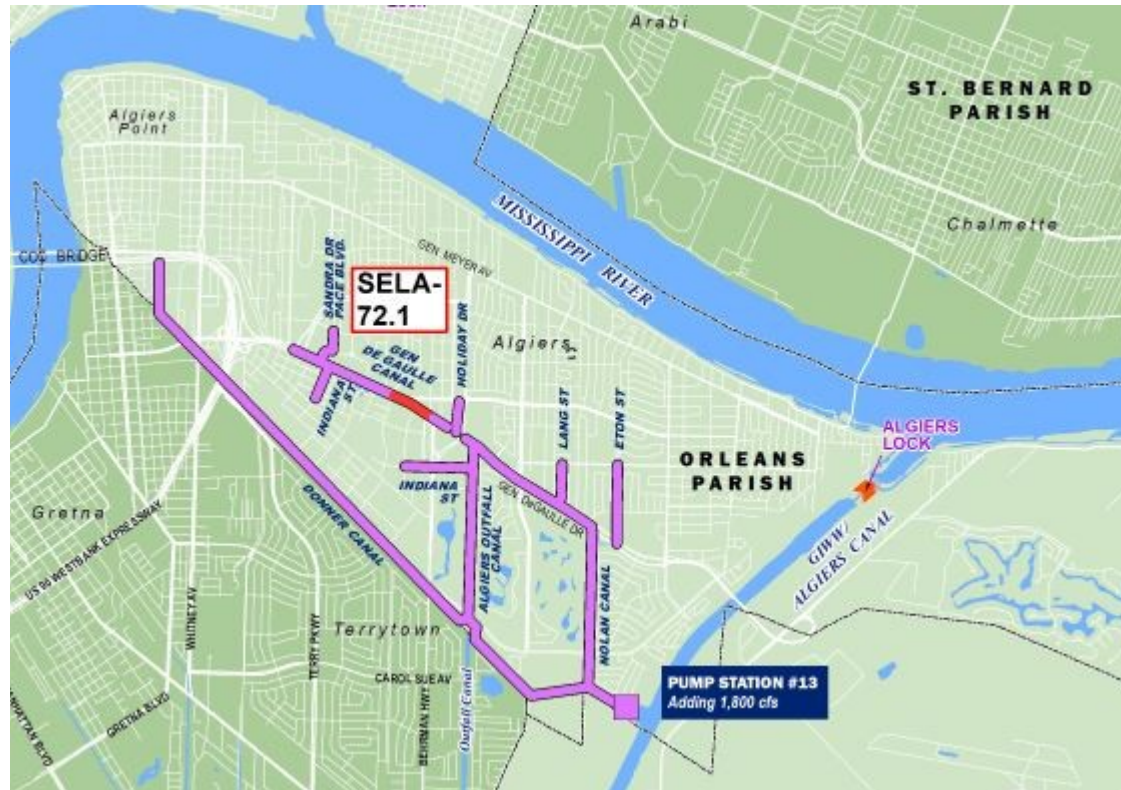 Arabi
ST. BERNARD
PARISH
Algiers
Point
Chalmette
MISSISSIPPI RIVER
GEN. MEYER AV
SANDRA DR
PACE BLVD.
SELA-
72.1
HOLIDAY DR
Algiers
GEN
DE GAULLE
CANAL
INDIANA
ST
LANG ST
ETON ST
ALGIERS
LOCK
ORLEANS
PARISH
INDIANA
ST
GEN. DeGAULLE DR
Gretna
DONNER CANAL
ALGIERS OUTFALL
CANAL
GIWW/
ALGIERS CANAL
US 90 WESTBANK EXPRESSWAY
WHITNEY AV
TERRY PKWY
Terrytown
NOLAN CANAL
CAROL SUE AV
BEHRMAN HWY
Outfall Canal
PUMP STATION #13
Adding 1,800 cfs
GRETNA BLVD